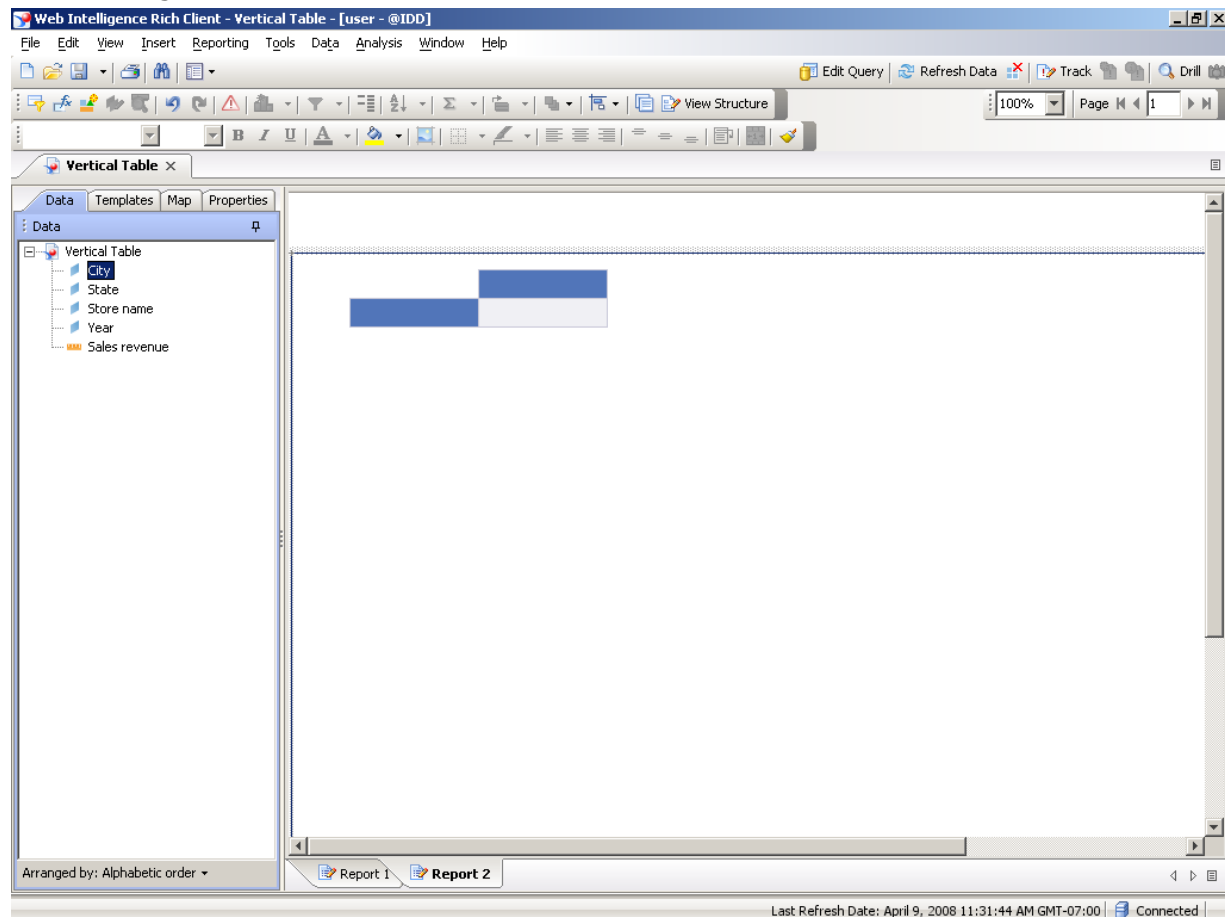 Web Intelligence Rich Client - Vertical Table - [user - @IDD]
File Edit View Insert Reporting Tools Data Analysis Window Help
Edit Query Refresh Data Track Drill
View Structure 100% Page 1
B I U A
Vertical Table
Data Templates Map Properties
Data
Vertical Table
City
State
Store name
Year
Sales revenue
Arranged by: Alphabetic order
Report 1 Report 2
Last Refresh Date: April 9, 2008 11:31:44 AM GMT-07:00 Connected